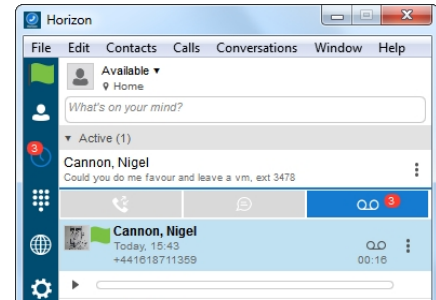 Horizon
File Edit Contacts Calls Conversations Window Help
Available
Home
What's on your mind?
3
Active (1)
Cannon, Nigel
Could you do me favour and leave a vm, ext 3478
3
Cannon, Nigel
Today, 15:43
+441618711359
00:16